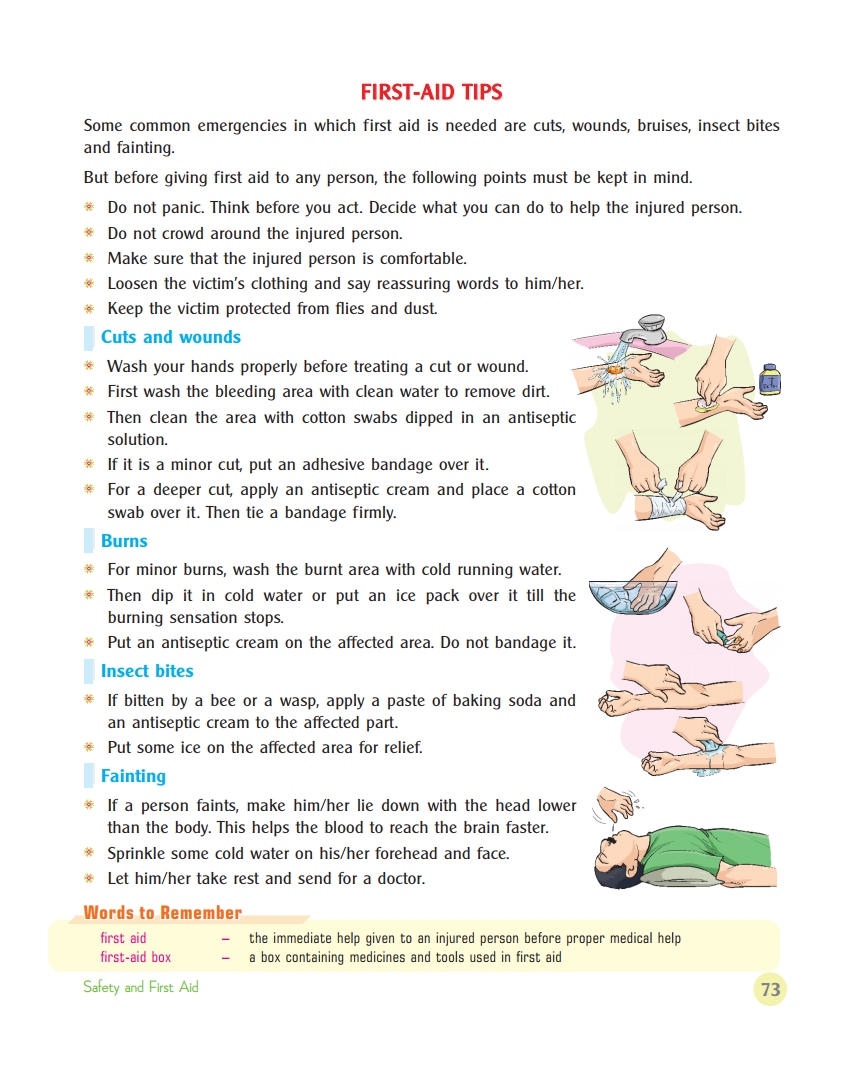 FIRST-AID TIPS
Some common emergencies in which first aid is needed are cuts, wounds, bruises, insect bites
and fainting.
But before giving first aid to any person, the following points must be kept in mind.
Do not panic. Think before you act. Decide what you can do to help the injured person.
Do not crowd around the injured person.
Make sure that the injured person is comfortable.
Loosen the victim's clothing and say reassuring words to him/her.
Keep the victim protected from flies and dust.
Cuts and wounds
Wash your hands properly before treating a cut or wound.
First wash the bleeding area with clean water to remove dirt.
Then clean the area with cotton swabs dipped in an antiseptic
solution.
If it is a minor cut, put an adhesive bandage over it.
For a deeper cut, apply an antiseptic cream and place a cotton
swab over it. Then tie a bandage firmly.
Burns
For minor burns, wash the burnt area with cold running water.
Then dip it in cold water or put an ice pack over it till the
burning sensation stops.
Put an antiseptic cream on the affected area. Do not bandage it.
Insect bites
If bitten by a bee or a wasp, apply a paste of baking soda and
an antiseptic cream to the affected part.
Put some ice on the affected area for relief.
Fainting
If a person faints, make him/her lie down with the head lower
than the body. This helps the blood to reach the brain faster.
Sprinkle some cold water on his/her forehead and face.
Let him/her take rest and send for a doctor.
Words to Remember
first aid – the immediate help given to an injured person before proper medical help
first-aid box – a box containing medicines and tools used in first aid
Safety and First Aid
73